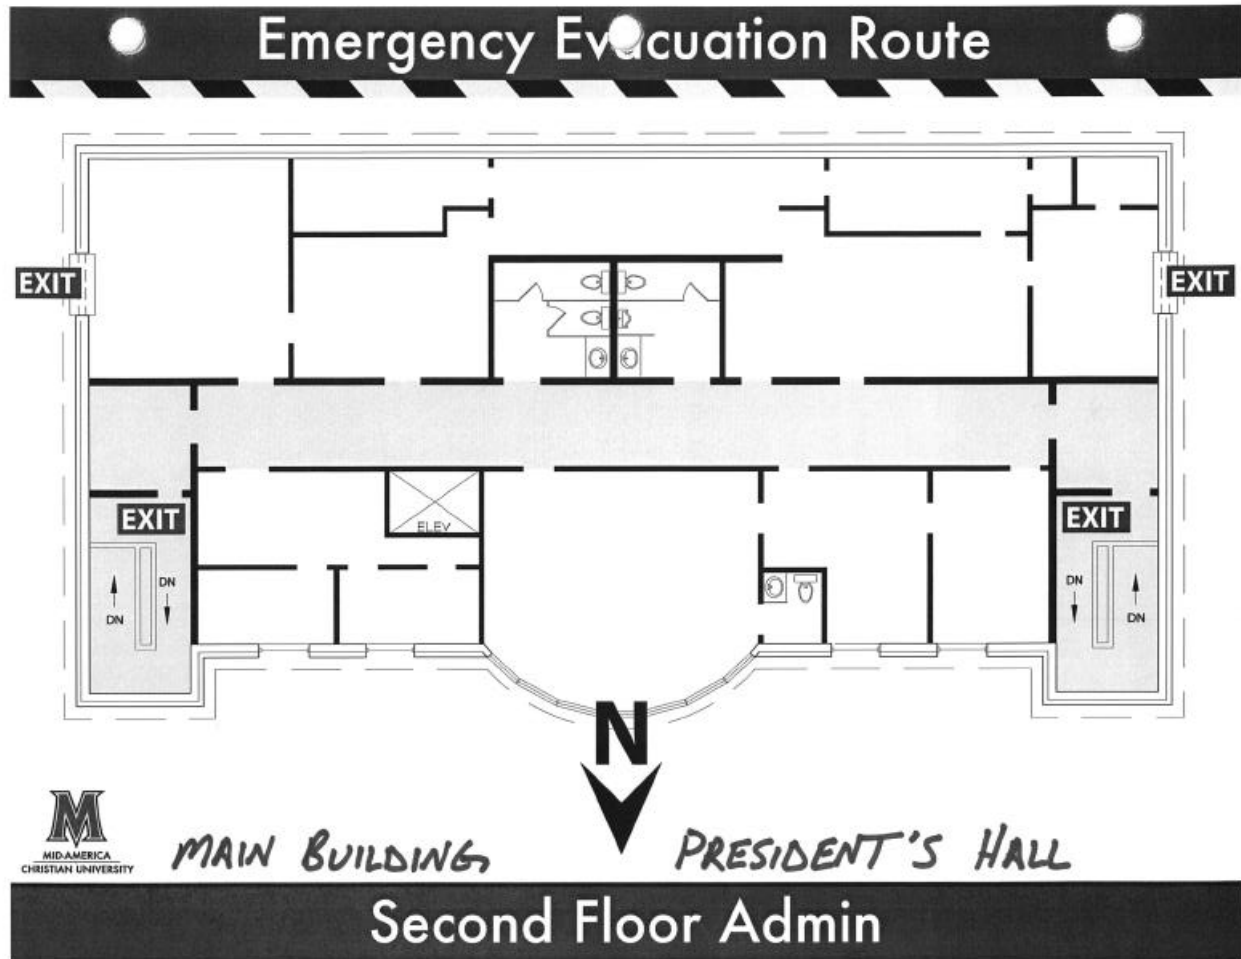 Emergency Evacuation Route
EXIT
EXIT
ELEV
EXIT
EXIT
DN
DN
DN
DN
N
M
MID-AMERICA
CHRISTIAN UNIVERSITY
MAIN BUILDING
PRESIDENT'S HALL
Second Floor Admin